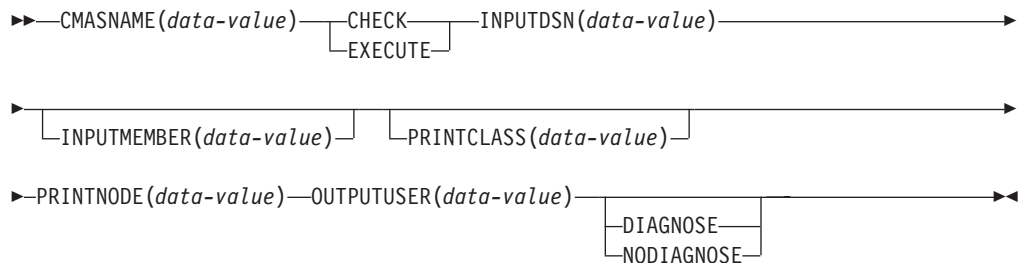 CMASNAME(data-value) CHECK INPUTDSN(data-value)
EXECUTE
INPUTMEMBER(data-value) PRINTCLASS(data-value)
PRINTNODE(data-value) OUTPUTUSER(data-value)
DIAGNOSE
NODIAGNOSE